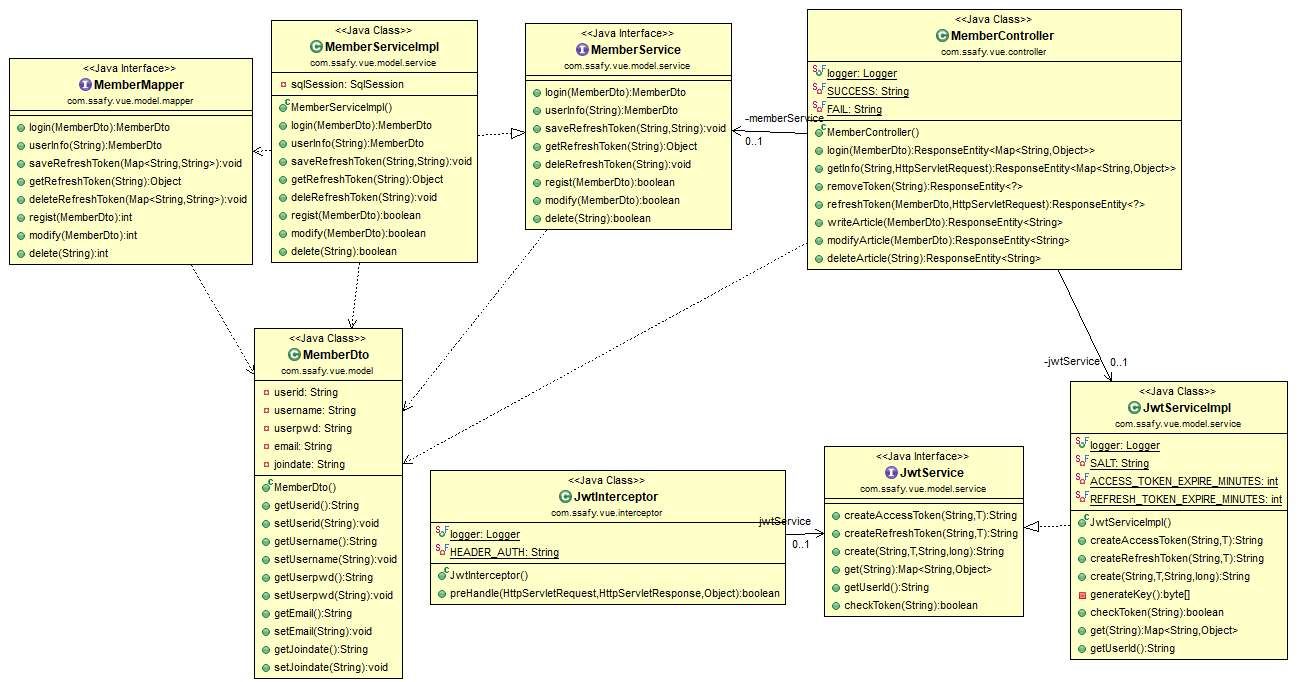 <<Java Interface>>
MemberMapper
com.ssafy.vue.model.mapper
login(MemberDto):MemberDto
userInfo(String):MemberDto
saveRefreshToken(Map<String,String>):void
getRefreshToken(String):Object
deleteRefreshToken(Map<String,String>):void
regist(MemberDto):int
modify(MemberDto):int
delete(String):int
<<Java Class>>
MemberServiceImpl
com.ssafy.vue.model.service
sqlSession: SqlSession
MemberServiceImpl()
login(MemberDto):MemberDto
userInfo(String):MemberDto
saveRefreshToken(String,String):void
getRefreshToken(String):Object
deleRefreshToken(String):void
regist(MemberDto):boolean
modify(MemberDto):boolean
delete(String):boolean
<<Java Interface>>
MemberService
com.ssafy.vue.model.service
login(MemberDto):MemberDto
userInfo(String):MemberDto
saveRefreshToken(String,String):void
getRefreshToken(String):Object
deleRefreshToken(String):void
regist(MemberDto):boolean
modify(MemberDto):boolean
delete(String):boolean
-memberService
0..1
<<Java Class>>
MemberController
com.ssafy.vue.controller
logger: Logger
SUCCESS: String
FAIL: String
MemberController()
login(MemberDto):ResponseEntity<Map<String,Object>>
getInfo(String,HttpServletRequest):ResponseEntity<Map<String,Object>>
removeToken(String):ResponseEntity<?>
refreshToken(MemberDto,HttpServletRequest):ResponseEntity<?>
writeArticle(MemberDto):ResponseEntity<String>
modifyArticle(MemberDto):ResponseEntity<String>
deleteArticle(String):ResponseEntity<String>
-jwtService
0..1
<<Java Class>>
MemberDto
com.ssafy.vue.model
userid: String
username: String
userpwd: String
email: String
joindate: String
MemberDto()
getUserid():String
setUserid(String):void
getUsername():String
setUsername(String):void
getUserpwd():String
setUserpwd(String):void
getEmail():String
setEmail(String):void
getJoindate():String
setJoindate(String):void
<<Java Class>>
JwtInterceptor
com.ssafy.vue.interceptor
logger: Logger
HEADER_AUTH: String
JwtInterceptor()
preHandle(HttpServletRequest,HttpServletResponse,Object):boolean
jwtService
0..1
<<Java Interface>>
JwtService
com.ssafy.vue.model.service
createAccessToken(String,T):String
createRefreshToken(String,T):String
create(String,T,String,long):String
get(String):Map<String,Object>
getUserId():String
checkToken(String):boolean
<<Java Class>>
JwtServiceImpl
com.ssafy.vue.model.service
logger: Logger
SALT: String
ACCESS_TOKEN_EXPIRE_MINUTES: int
REFRESH_TOKEN_EXPIRE_MINUTES: int
JwtServiceImpl()
createAccessToken(String,T):String
createRefreshToken(String,T):String
create(String,T,String,long):String
generateKey():byte[]
checkToken(String):boolean
get(String):Map<String,Object>
getUserId():String